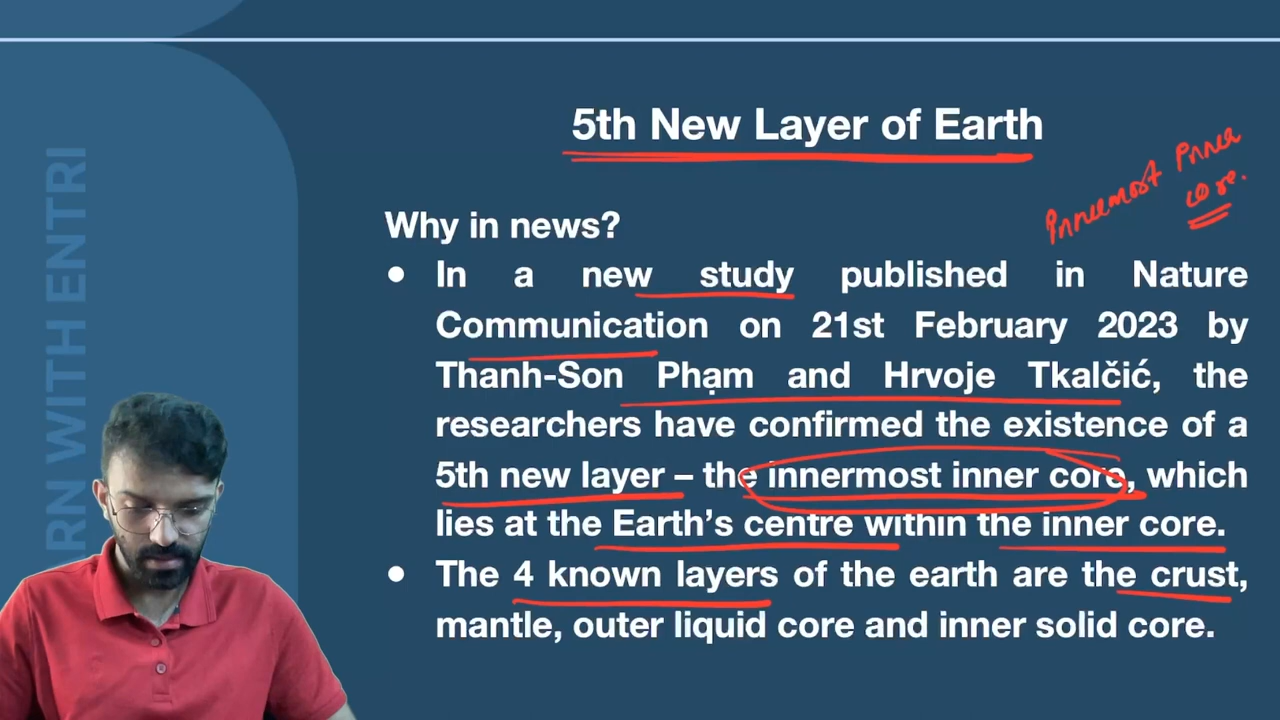 5th New Layer of Earth
Innermost Inner
core.
Why in news?
● In a new study published in Nature
Communication on 21st February 2023 by
Thanh-Son Phạm and Hrvoje Tkalčić, the
researchers have confirmed the existence of a
5th new layer – the innermost inner core, which
lies at the Earth's centre within the inner core.
● The 4 known layers of the earth are the crust,
mantle, outer liquid core and inner solid core.
ARN WITH ENTRI